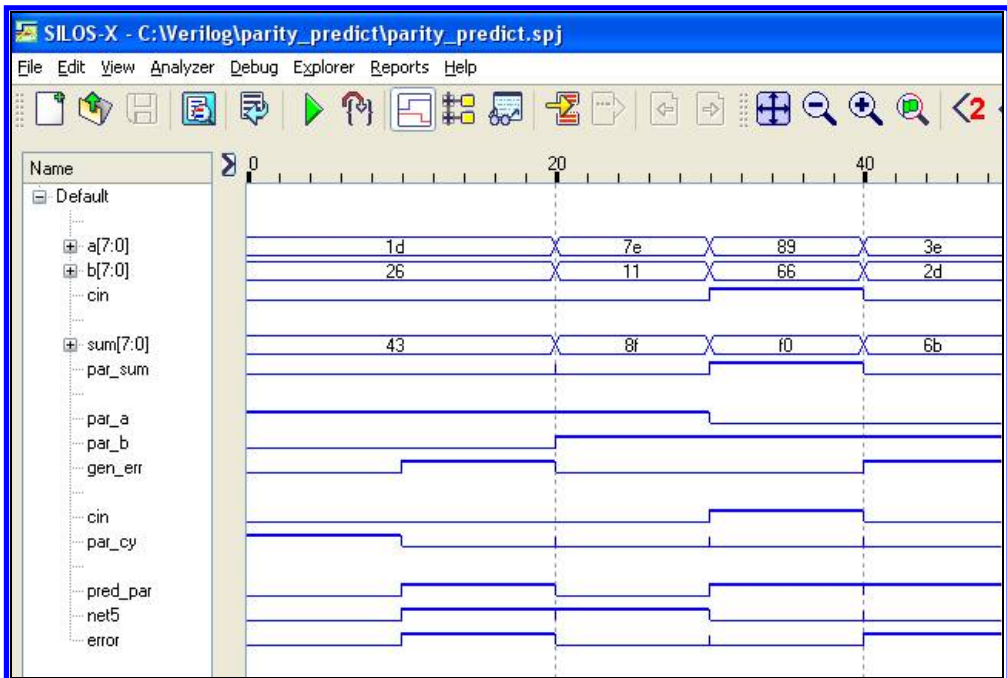 SILOS-X - C:\Verilog\parity_predict\parity_predict.spj
File Edit View Analyzer Debug Explorer Reports Help
2
Name Σ 0 20 40
Default
a[7:0] 1d 7e 89 3e
b[7:0] 26 11 66 2d
cin
sum[7:0] 43 8f f0 6b
par_sum
par_a
par_b
gen_err
cin
par_cy
pred_par
net5
error